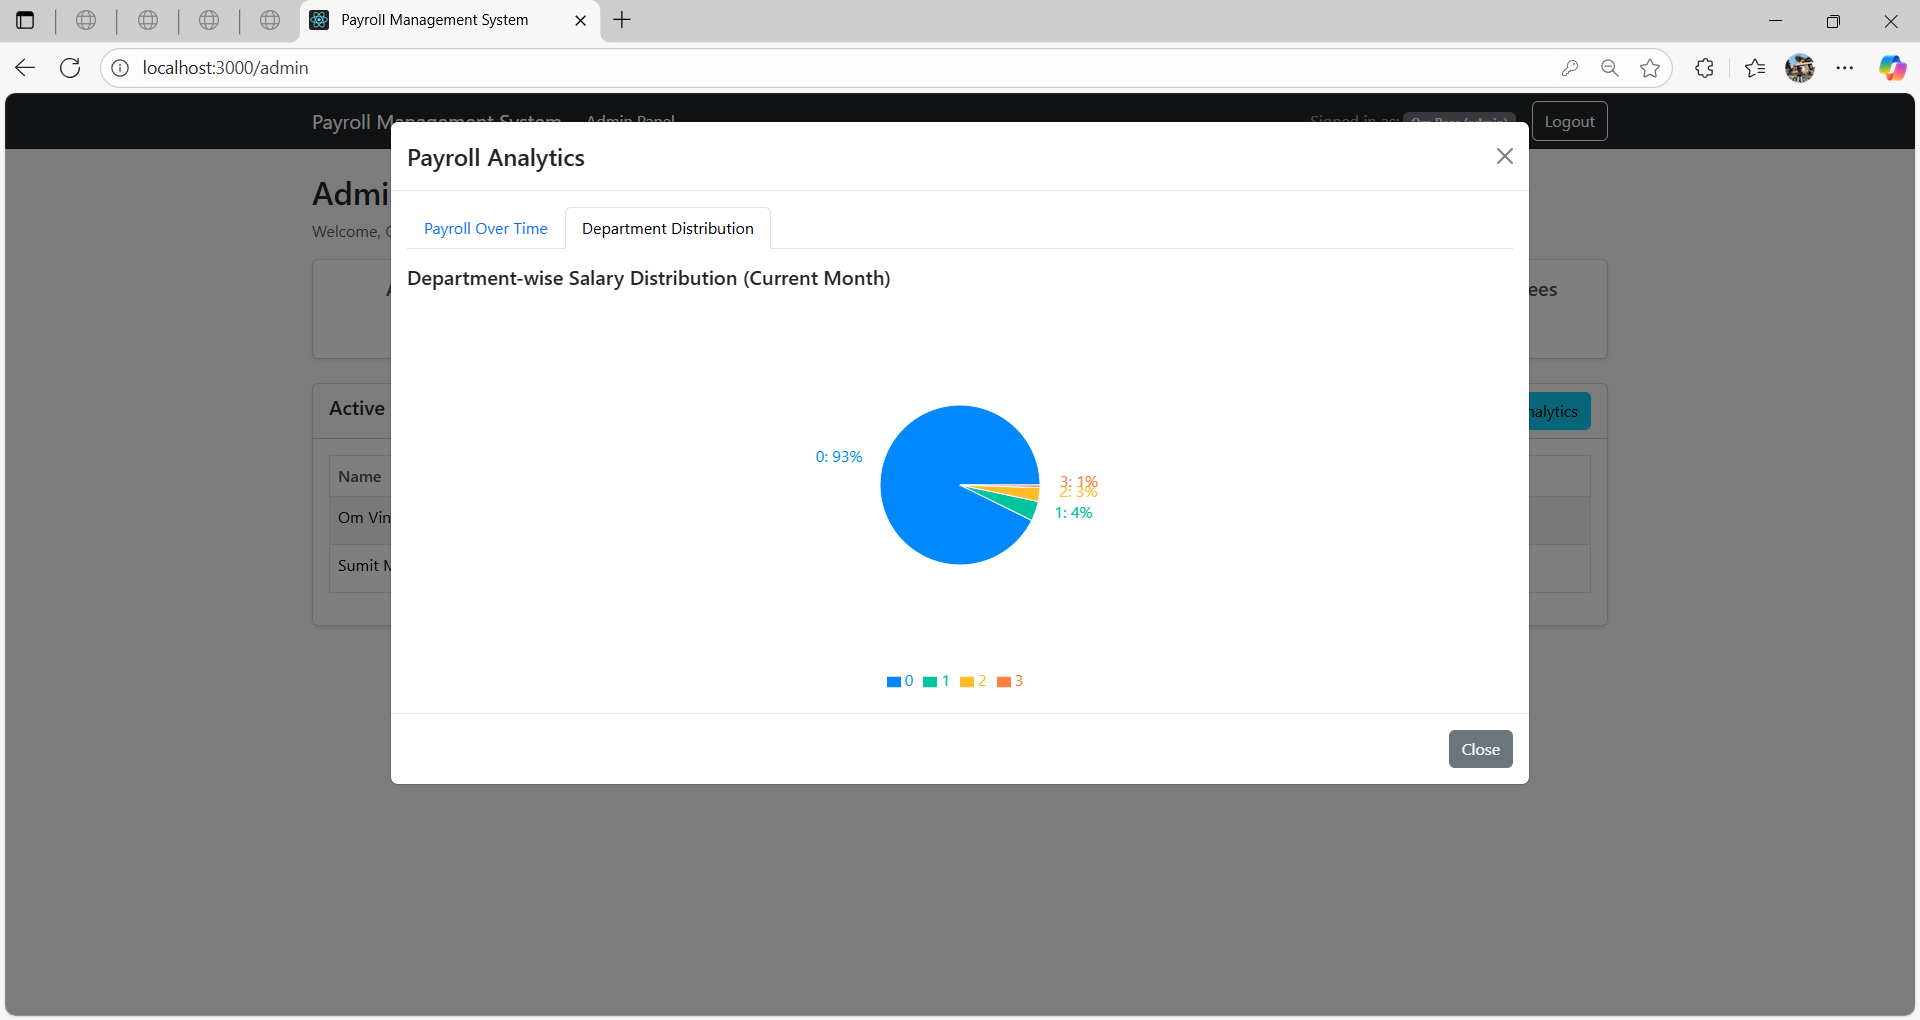 Payroll Management System
localhost:3000/admin
Payroll Management System Admin Panel Signed in as: Om Logout
Payroll Analytics
Admi
Welcome,
Payroll Over Time Department Distribution
Department-wise Salary Distribution (Current Month)
ees
Active
nalytics
0: 93%
3: 1%
2: 3%
1: 4%
Name
Om Vin
Sumit M
0 1 2 3
Close